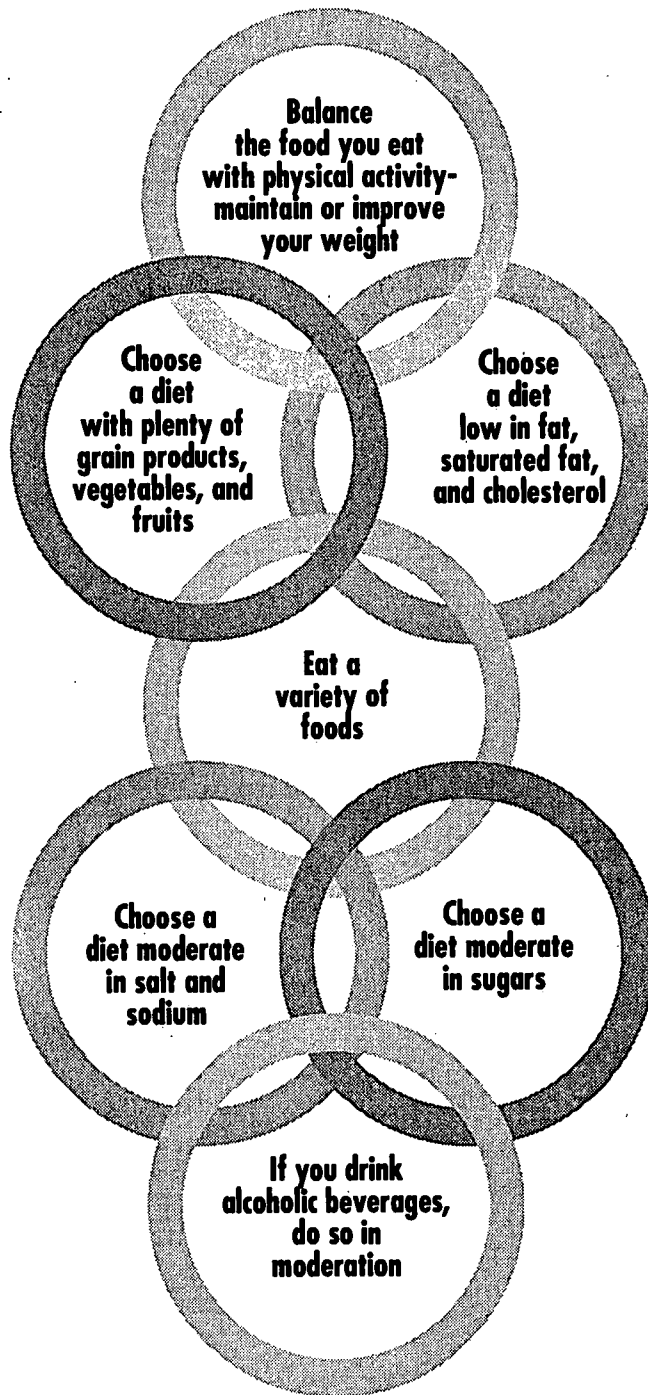 Balance
the food you eat
with physical activity-
maintain or improve
your weight
Choose
a diet
with plenty of
grain products,
vegetables, and
fruits
Choose
a diet
low in fat,
saturated fat,
and cholesterol
Eat a
variety of
foods
Choose a
diet moderate
in salt and
sodium
Choose a
diet moderate
in sugars
If you drink
alcoholic beverages,
do so in
moderation